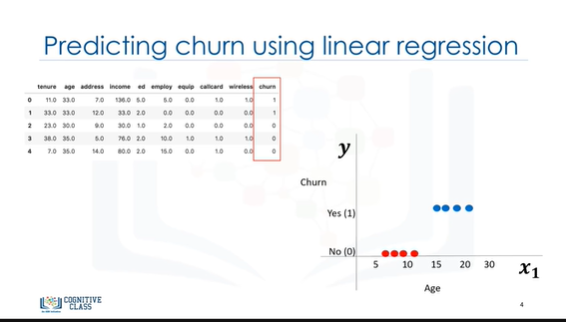 Predicting churn using linear regression
tenure age address income ed employ equip callcard wireless churn
0 11.0 33.0 7.0 136.0 5.0 5.0 0.0 1.0 1.0 1
1 33.0 33.0 12.0 33.0 2.0 0.0 0.0 0.0 0.0 1
2 23.0 30.0 9.0 30.0 1.0 2.0 0.0 0.0 0.0 0
3 38.0 35.0 5.0 76.0 2.0 10.0 1.0 1.0 1.0 0
4 7.0 35.0 14.0 80.0 2.0 15.0 0.0 1.0 0.0 0
y
Churn
Yes (1)
No (0)
5 10 15 20 30 x₁
Age
COGNITIVE
CLASS
4